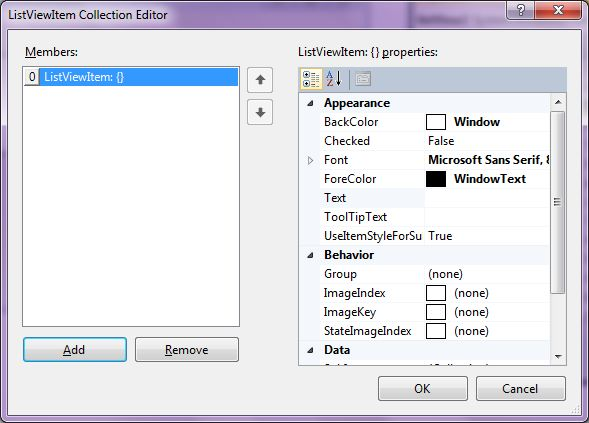 ListViewItem Collection Editor
Members:
ListViewItem: {} properties:
0 ListViewItem: {}
Appearance
BackColor Window
Checked False
Font Microsoft Sans Serif, 8
ForeColor WindowText
Text
ToolTipText
UseItemStyleForSu True
Behavior
Group (none)
ImageIndex (none)
ImageKey (none)
StateImageIndex (none)
Data
Add
Remove
OK
Cancel